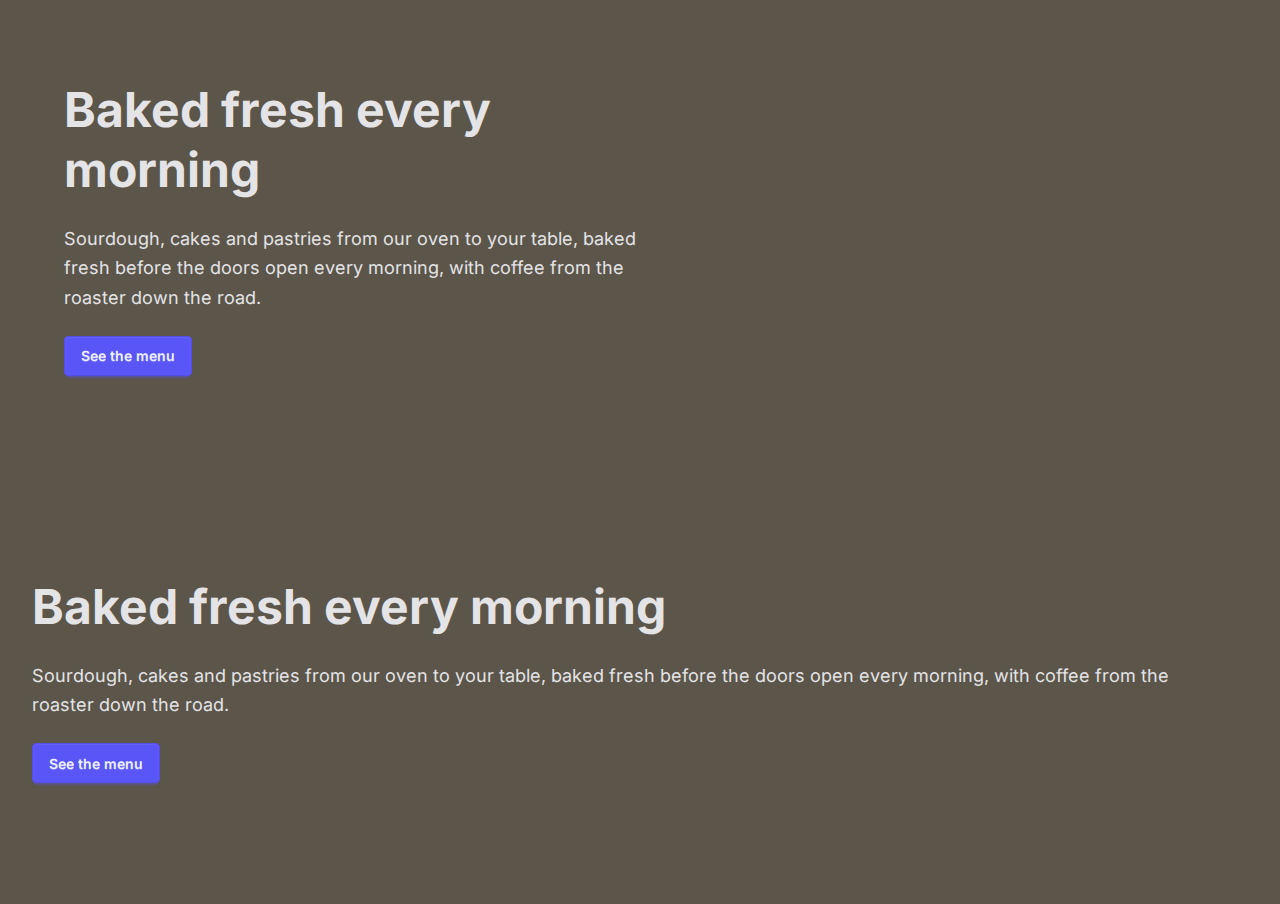 Baked fresh every
morning
Sourdough, cakes and pastries from our oven to your table, baked
fresh before the doors open every morning, with coffee from the
roaster down the road.
See the menu
Baked fresh every morning
Sourdough, cakes and pastries from our oven to your table, baked fresh before the doors open every morning, with coffee from the
roaster down the road.
See the menu